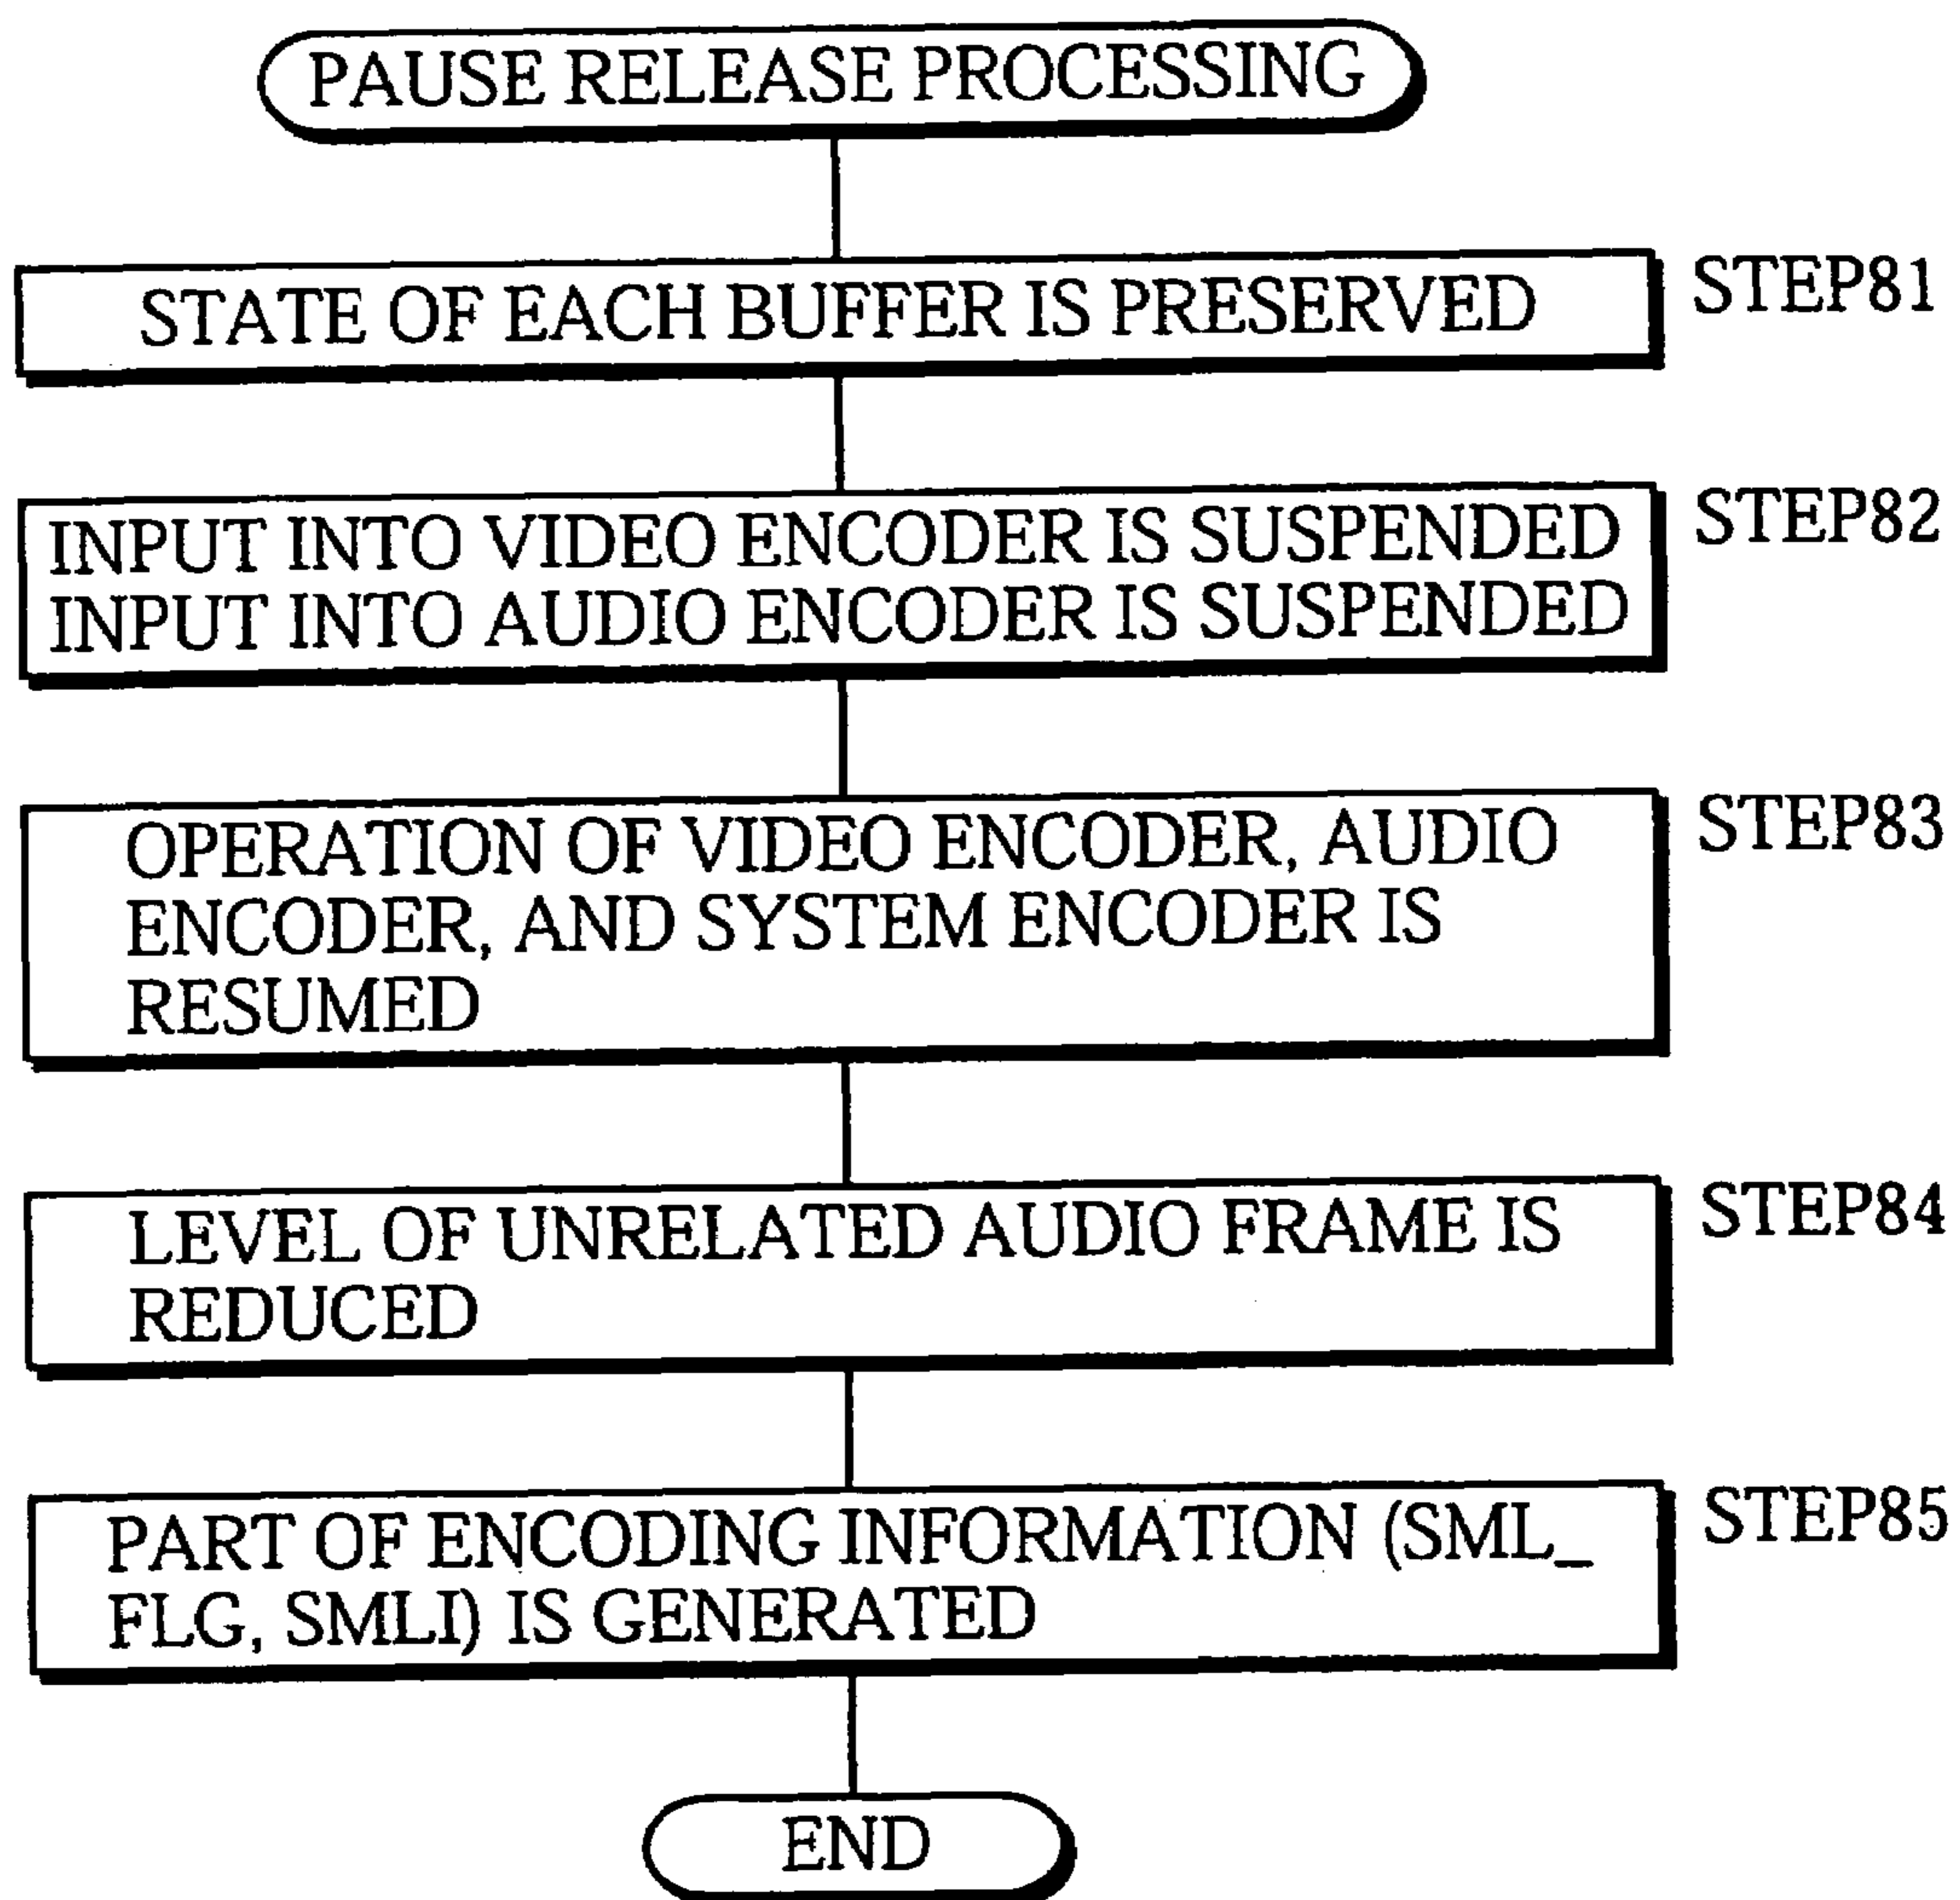 PAUSE RELEASE PROCESSING
STATE OF EACH BUFFER IS PRESERVED
STEP81
INPUT INTO VIDEO ENCODER IS SUSPENDED
INPUT INTO AUDIO ENCODER IS SUSPENDED
STEP82
OPERATION OF VIDEO ENCODER, AUDIO
ENCODER, AND SYSTEM ENCODER IS
RESUMED
STEP83
LEVEL OF UNRELATED AUDIO FRAME IS
REDUCED
STEP84
PART OF ENCODING INFORMATION (SML_
FLG, SMLI) IS GENERATED
STEP85
END